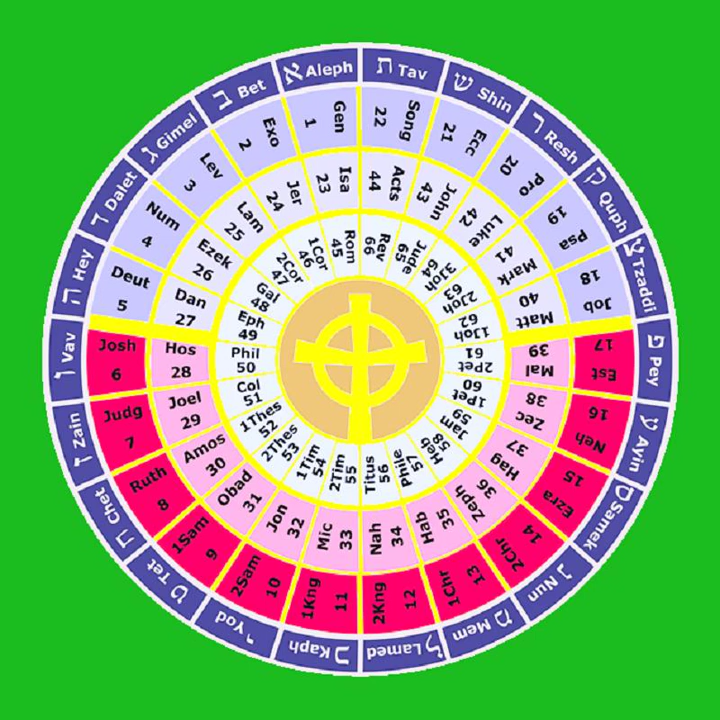 א Aleph
ב Bet
ג Gimel
ד Dalet
ה Hey
ו Vav
ז Zain
ח Chet
ט Tet
י Yod
כ Kaph
ל Lamed
מ Mem
נ Nun
ס Samek
ע Ayin
פ Pey
צ Tzaddi
ק Quph
ר Resh
ש Shin
ת Tav
Gen
1
Exo
2
Lev
3
Num
4
Deut
5
Josh
6
Judg
7
Ruth
8
1Sam
9
2Sam
10
1Kng
11
2Kng
12
1Chr
13
2Chr
14
Ezra
15
Neh
16
Est
17
Job
18
Psa
19
Pro
20
Ecc
21
Song
22
Isa
23
Jer
24
Lam
25
Ezek
26
Dan
27
Hos
28
Joel
29
Amos
30
Obad
31
Jon
32
Mic
33
Nah
34
Hab
35
Zeph
36
Hag
37
Zec
38
Mal
39
Matt
40
Mark
41
Luke
42
John
43
Acts
44
Rom
45
1Cor
46
2Cor
47
Gal
48
Eph
49
Phil
50
Col
51
1Thes
52
2Thes
53
1Tim
54
2Tim
55
Titus
56
Phile
57
Heb
58
Jam
59
1Pet
60
2Pet
61
1Joh
62
2Joh
63
3Joh
64
Jude
65
Rev
66